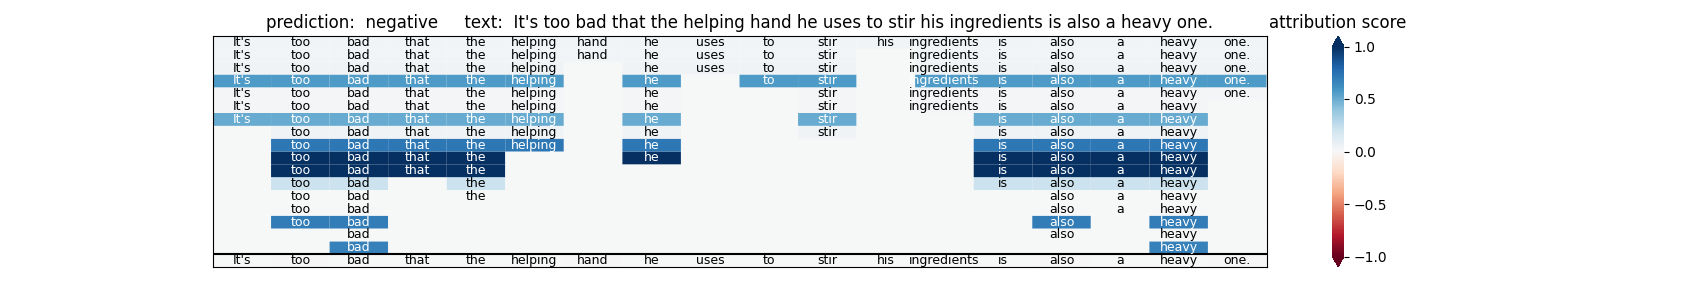 prediction:  negative     text:  It's too bad that the helping hand he uses to stir his ingredients is also a heavy one.     attribution score
It's too bad that the helping hand he uses to stir his ingredients is also a heavy one.
It's too bad that the helping hand he uses to stir ingredients is also a heavy one.
It's too bad that the helping he uses to stir ingredients is also a heavy one.
It's too bad that the helping he to stir ingredients is also a heavy one.
It's too bad that the helping he stir ingredients is also a heavy one.
It's too bad that the helping he stir ingredients is also a heavy
It's too bad that the helping he stir is also a heavy
too bad that the helping he stir is also a heavy
too bad that the helping he is also a heavy
too bad that the he is also a heavy
too bad that the is also a heavy
too bad the is also a heavy
too bad the also a heavy
too bad also a heavy
too bad also heavy
bad also heavy
bad heavy
It's too bad that the helping hand he uses to stir his ingredients is also a heavy one.
1.0
0.5
0.0
−0.5
−1.0